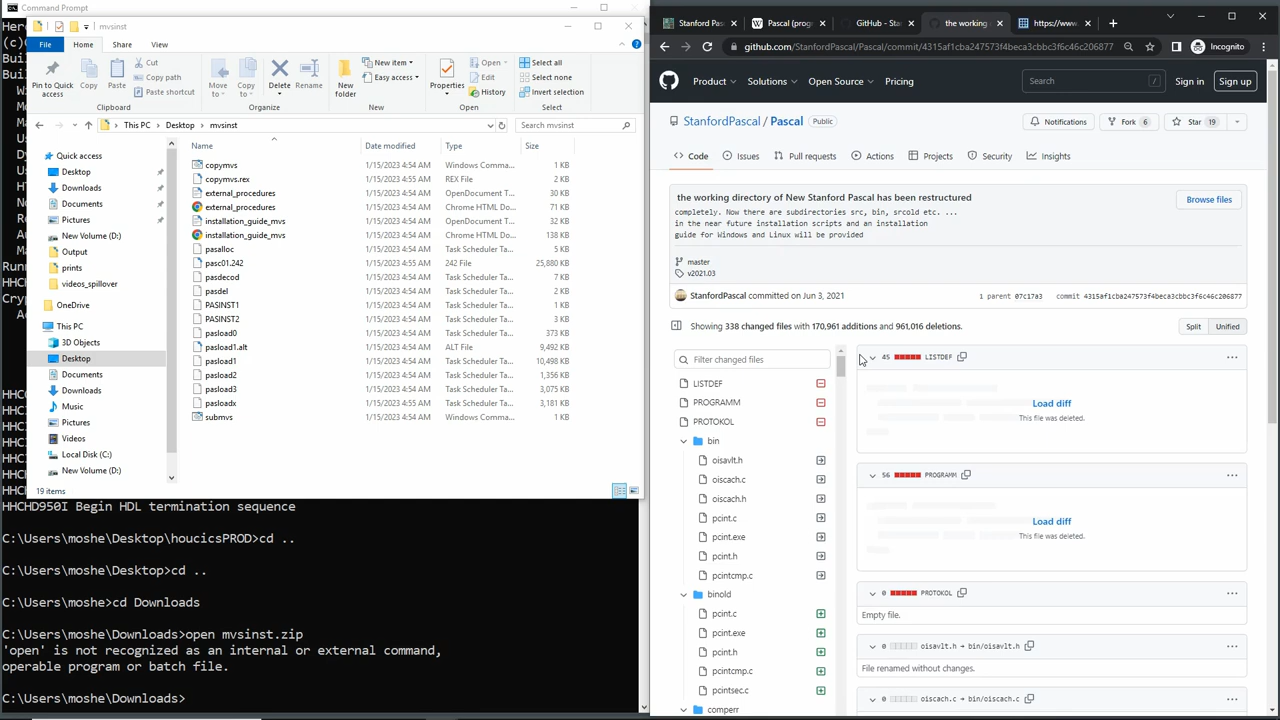 Command Prompt
mvsinst
File Home Share View
Pin to Quick access
Copy
Paste
Cut
Copy path
Paste shortcut
Clipboard
Move to
Copy to
Delete
Rename
Organize
New folder
New item
Easy access
New
Properties
Open
Edit
History
Open
Select all
Select none
Invert selection
Select
This PC
Desktop
mvsinst
Search mvsinst
Quick access
Desktop
Downloads
Documents
Pictures
New Volume (D:)
Output
prints
videos_spillover
OneDrive
This PC
3D Objects
Desktop
Documents
Downloads
Music
Pictures
Videos
Local Disk (C:)
New Volume (D:)
Name Date modified Type Size
copymvs 1/15/2023 4:54 AM Windows Comma... 1 KB
copymvs.rex 1/15/2023 4:55 AM REX File 2 KB
external_procedures 1/15/2023 4:54 AM OpenDocument T... 30 KB
external_procedures 1/15/2023 4:54 AM Chrome HTML Do... 71 KB
installation_guide_mvs 1/15/2023 4:54 AM OpenDocument T... 32 KB
installation_guide_mvs 1/15/2023 4:54 AM Chrome HTML Do... 138 KB
pasalloc 1/15/2023 4:54 AM Task Scheduler Ta... 5 KB
pasc01.242 1/15/2023 4:55 AM 242 File 25,880 KB
pasdecod 1/15/2023 4:54 AM Task Scheduler Ta... 7 KB
pasdel 1/15/2023 4:54 AM Task Scheduler Ta... 2 KB
PASINST1 1/15/2023 4:54 AM Task Scheduler Ta... 1 KB
PASINST2 1/15/2023 4:54 AM Task Scheduler Ta... 3 KB
pasload0 1/15/2023 4:54 AM Task Scheduler Ta... 373 KB
pasload1.alt 1/15/2023 4:54 AM ALT File 9,492 KB
pasload1 1/15/2023 4:54 AM Task Scheduler Ta... 10,498 KB
pasload2 1/15/2023 4:54 AM Task Scheduler Ta... 1,356 KB
pasload3 1/15/2023 4:54 AM Task Scheduler Ta... 3,075 KB
pasloadx 1/15/2023 4:55 AM Task Scheduler Ta... 3,181 KB
submvs 1/15/2023 4:54 AM Windows Comma... 1 KB
19 items
HHCHD950I Begin HDL termination sequence
C:\Users\moshe\Desktop\houcicsPROD>cd ..
C:\Users\moshe\Desktop>cd ..
C:\Users\moshe>cd Downloads
C:\Users\moshe\Downloads>open mvsinst.zip
'open' is not recognized as an internal or external command,
operable program or batch file.
C:\Users\moshe\Downloads>
Stanford Pas
Pascal (prog
GitHub - Stan
the working
https://www.
github.com/StanfordPascal/Pascal/commit/4315af1cba247573f4beca3cbbc3f6c46c206877
Incognito
Product Solutions Open Source Pricing
Search /
Sign in Sign up
StanfordPascal / Pascal Public
Notifications Fork 6 Star 19
Code Issues Pull requests Actions Projects Security Insights
the working directory of New Stanford Pascal has been restructured
Browse files
completely. Now there are subdirectories src, bin, srcold etc. ...
in the near future installation scripts and an installation
guide for Windows and Linux will be provided
master
v2021.03
StanfordPascal committed on Jun 3, 2021
1 parent 07c17a3 commit 4315af1cba247573f4beca3cbbc3f6c46c206877
Showing 338 changed files with 170,961 additions and 961,016 deletions.
Split Unified
Filter changed files
LISTDEF
PROGRAMM
PROTOKOL
bin
oisavlt.h
oiscach.c
oiscach.h
pcint.c
pcint.exe
pcint.h
pcintcmp.c
binold
pcint.c
pcint.exe
pcint.h
pcintcmp.c
pcintsec.c
comperr
45 LISTDEF
Load diff
This file was deleted.
56 PROGRAMM
Load diff
This file was deleted.
0 PROTOKOL
Empty file.
0 oisavlt.h → bin/oisavlt.h
File renamed without changes.
0 oiscach.c → bin/oiscach.c